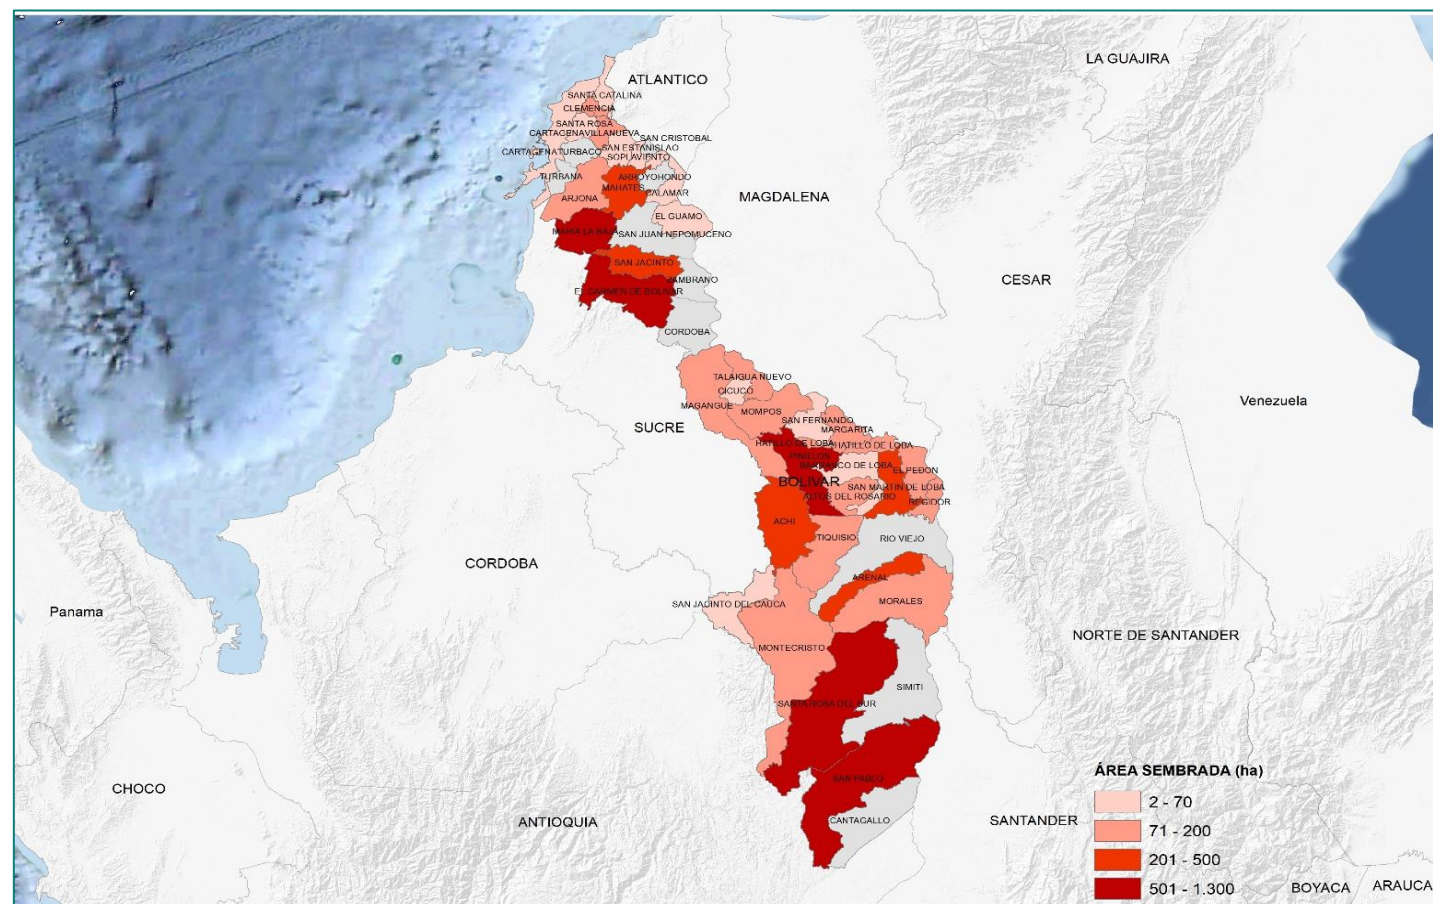 LA GUAJIRA
ATLANTICO
SANTA CATALINA
CLEMENCIA
SANTA ROSA
CARTAGENA VILLANUEVA
SAN CRISTOBAL
CARTAGENA TURBACO
SAN ESTANISLAO
SOPLAVIENTO
TURBANA
ARROYOHONDO
MAHATES
CALAMAR
ARJONA
MAGDALENA
EL GUAMO
MARIA LA BAJA
SAN JUAN NEPOMUCENO
SAN JACINTO
ZAMBRANO
CESAR
EL CARMEN DE BOLIVAR
CORDOBA
TALAIGUA NUEVO
CICUCO
MAGANGUE
MOMPOS
Venezuela
SAN FERNANDO
SUCRE
MARGARITA
HATILLO DE LOBA
HATILLO DE LOBA
PINILLOS
BARRANCO DE LOBA
EL PEÑON
BOLIVAR
SAN MARTIN DE LOBA
ALTOS DEL ROSARIO
REGIDOR
ACHI
TIQUISIO
RIO VIEJO
CORDOBA
ARENAL
SAN JACINTO DEL CAUCA
MORALES
Panama
NORTE DE SANTANDER
MONTECRISTO
SIMITI
SANTA ROSA DEL SUR
ÁREA SEMBRADA (ha)
SAN PABLO
CHOCO
2 - 70
ANTIOQUIA
CANTAGALLO
SANTANDER
71 - 200
201 - 500
501 - 1.300
BOYACA
ARAUCA